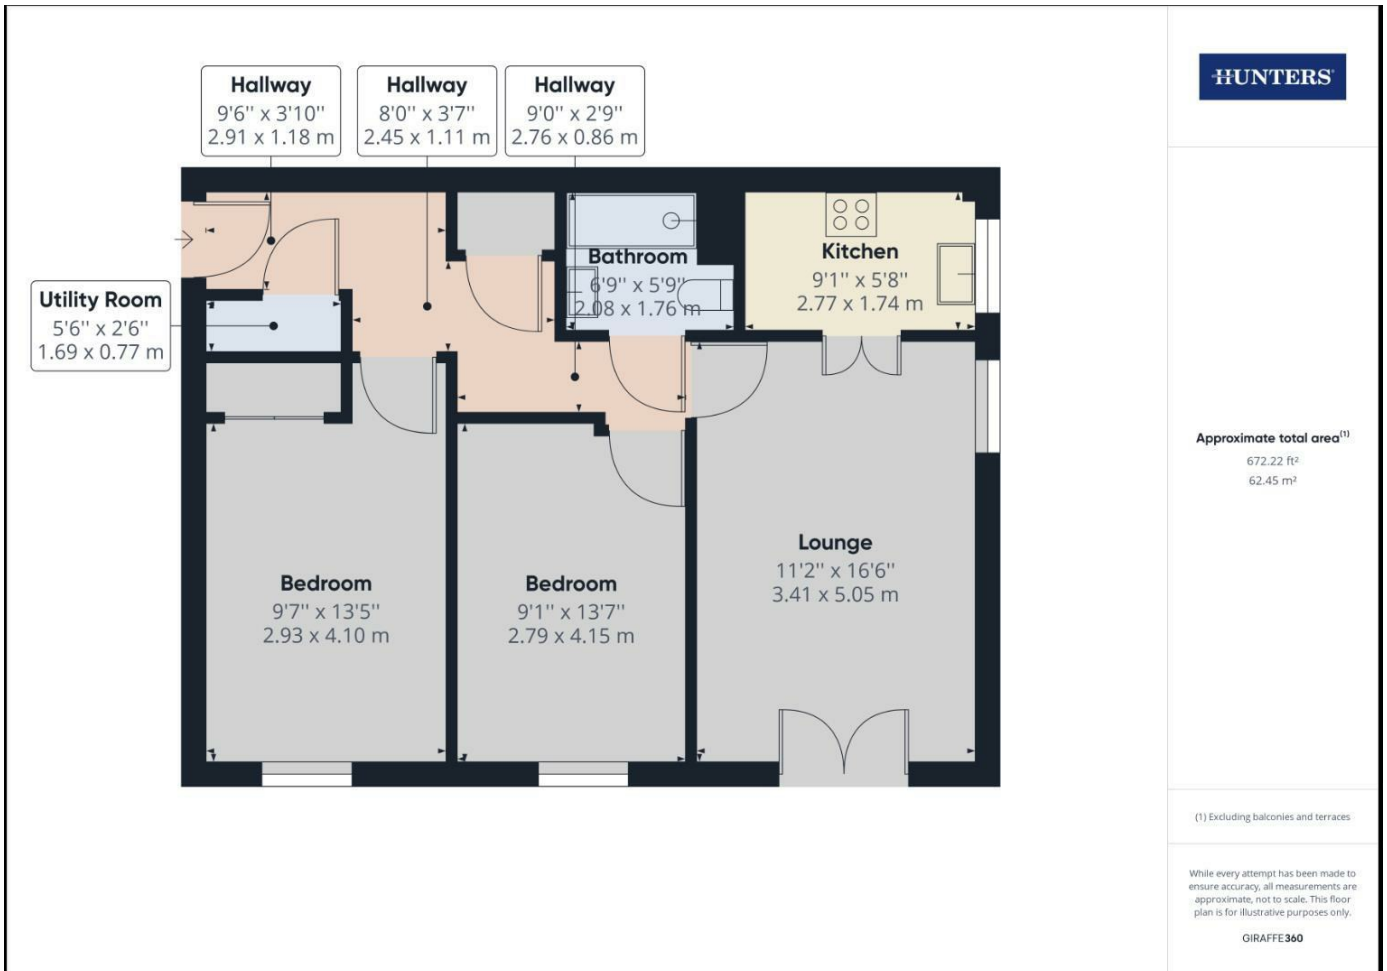 Hallway
9'6'' x 3'10''
2.91 x 1.18 m
Hallway
8'0'' x 3'7''
2.45 x 1.11 m
Hallway
9'0'' x 2'9''
2.76 x 0.86 m
Utility Room
5'6'' x 2'6''
1.69 x 0.77 m
Bathroom
6'9'' x 5'9''
2.08 x 1.76 m
Kitchen
9'1'' x 5'8''
2.77 x 1.74 m
Bedroom
9'7'' x 13'5''
2.93 x 4.10 m
Bedroom
9'1'' x 13'7''
2.79 x 4.15 m
Lounge
11'2'' x 16'6''
3.41 x 5.05 m
HUNTERS
Approximate total area(1)
672.22 ft²
62.45 m²
(1) Excluding balconies and terraces
While every attempt has been made to
ensure accuracy, all measurements are
approximate, not to scale. This floor
plan is for illustrative purposes only.
GIRAFFE360